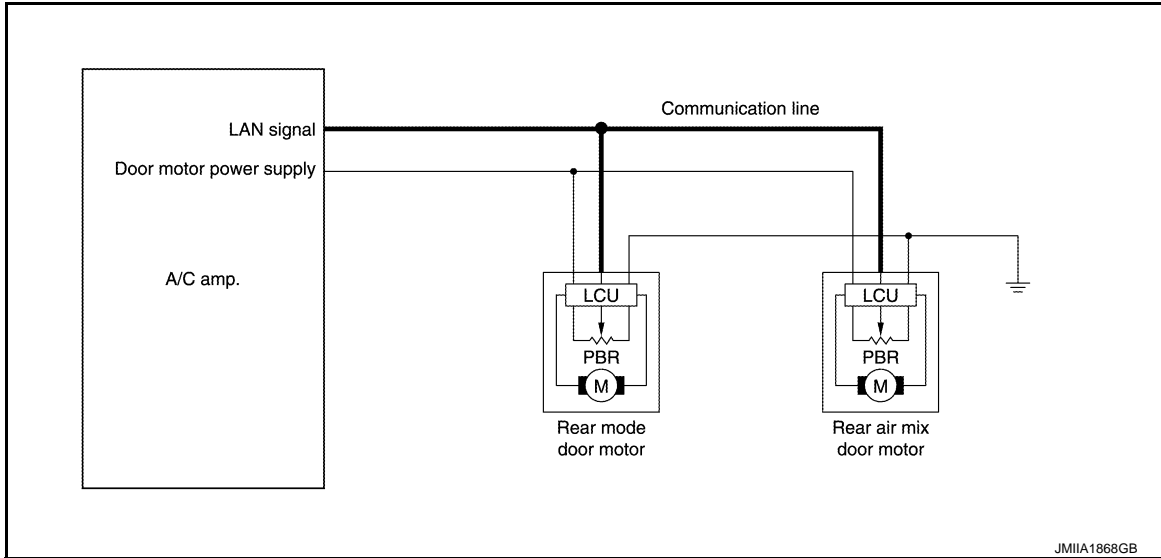 Communication line
LAN signal
Door motor power supply
A/C amp.
LCU
LCU
PBR
PBR
M
M
Rear mode
door motor
Rear air mix
door motor
JMIIA1868GB